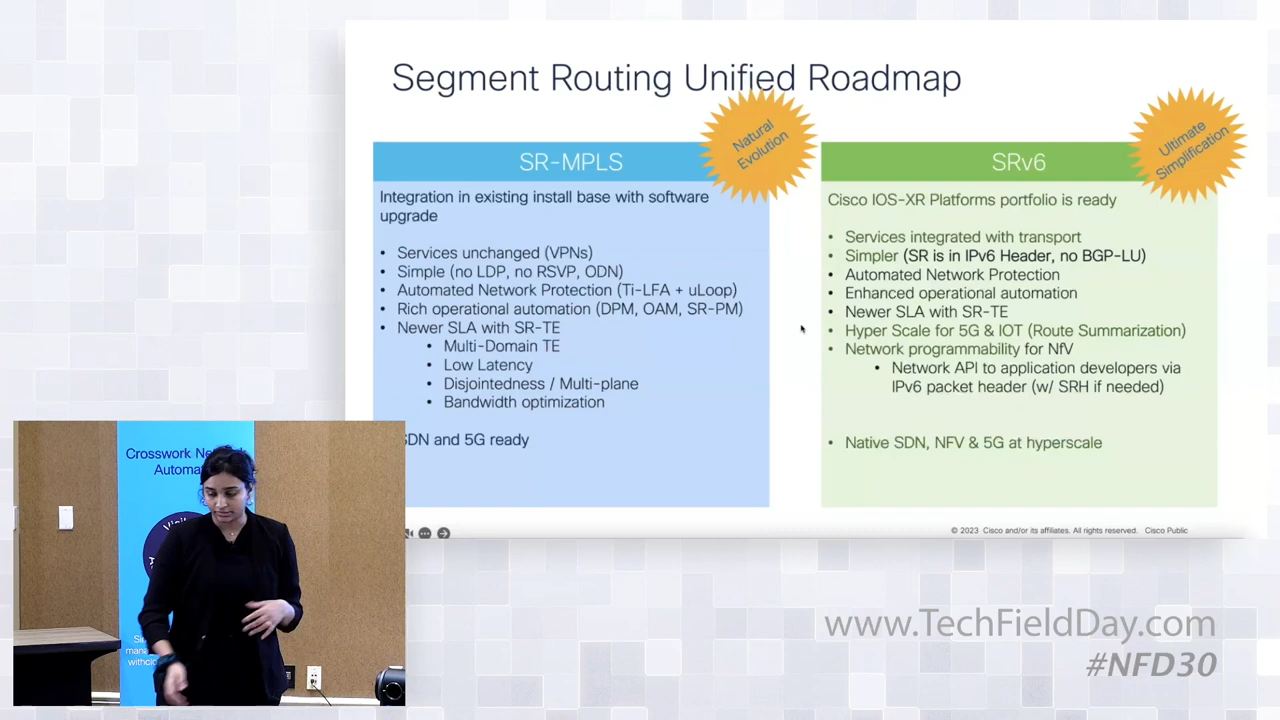 Segment Routing Unified Roadmap
Natural
Evolution
SR-MPLS
Integration in existing install base with software
upgrade
• Services unchanged (VPNs)
• Simple (no LDP, no RSVP, ODN)
• Automated Network Protection (Ti-LFA + uLoop)
• Rich operational automation (DPM, OAM, SR-PM)
• Newer SLA with SR-TE
• Multi-Domain TE
• Low Latency
• Disjointedness / Multi-plane
• Bandwidth optimization
SDN and 5G ready
Ultimate
Simplification
SRv6
Cisco IOS-XR Platforms portfolio is ready
• Services integrated with transport
• Simpler (SR is in IPv6 Header, no BGP-LU)
• Automated Network Protection
• Enhanced operational automation
• Newer SLA with SR-TE
• Hyper Scale for 5G & IOT (Route Summarization)
• Network programmability for NfV
• Network API to application developers via
IPv6 packet header (w/ SRH if needed)
• Native SDN, NFV & 5G at hyperscale
© 2023 Cisco and/or its affiliates. All rights reserved. Cisco Public
Crosswork Ne
Automa
www.TechFieldDay.com
#NFD30